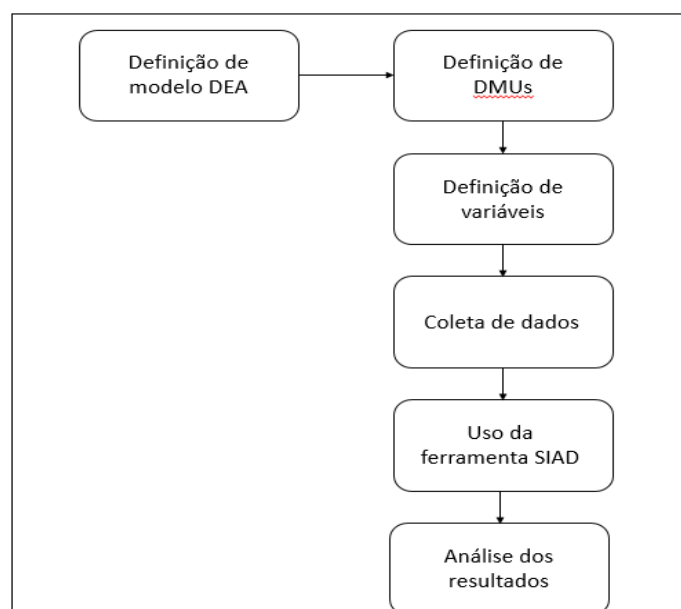 Definição de
modelo DEA
Definição de
DMUs
Definição de
variáveis
Coleta de dados
Uso da
ferramenta SIAD
Análise dos
resultados